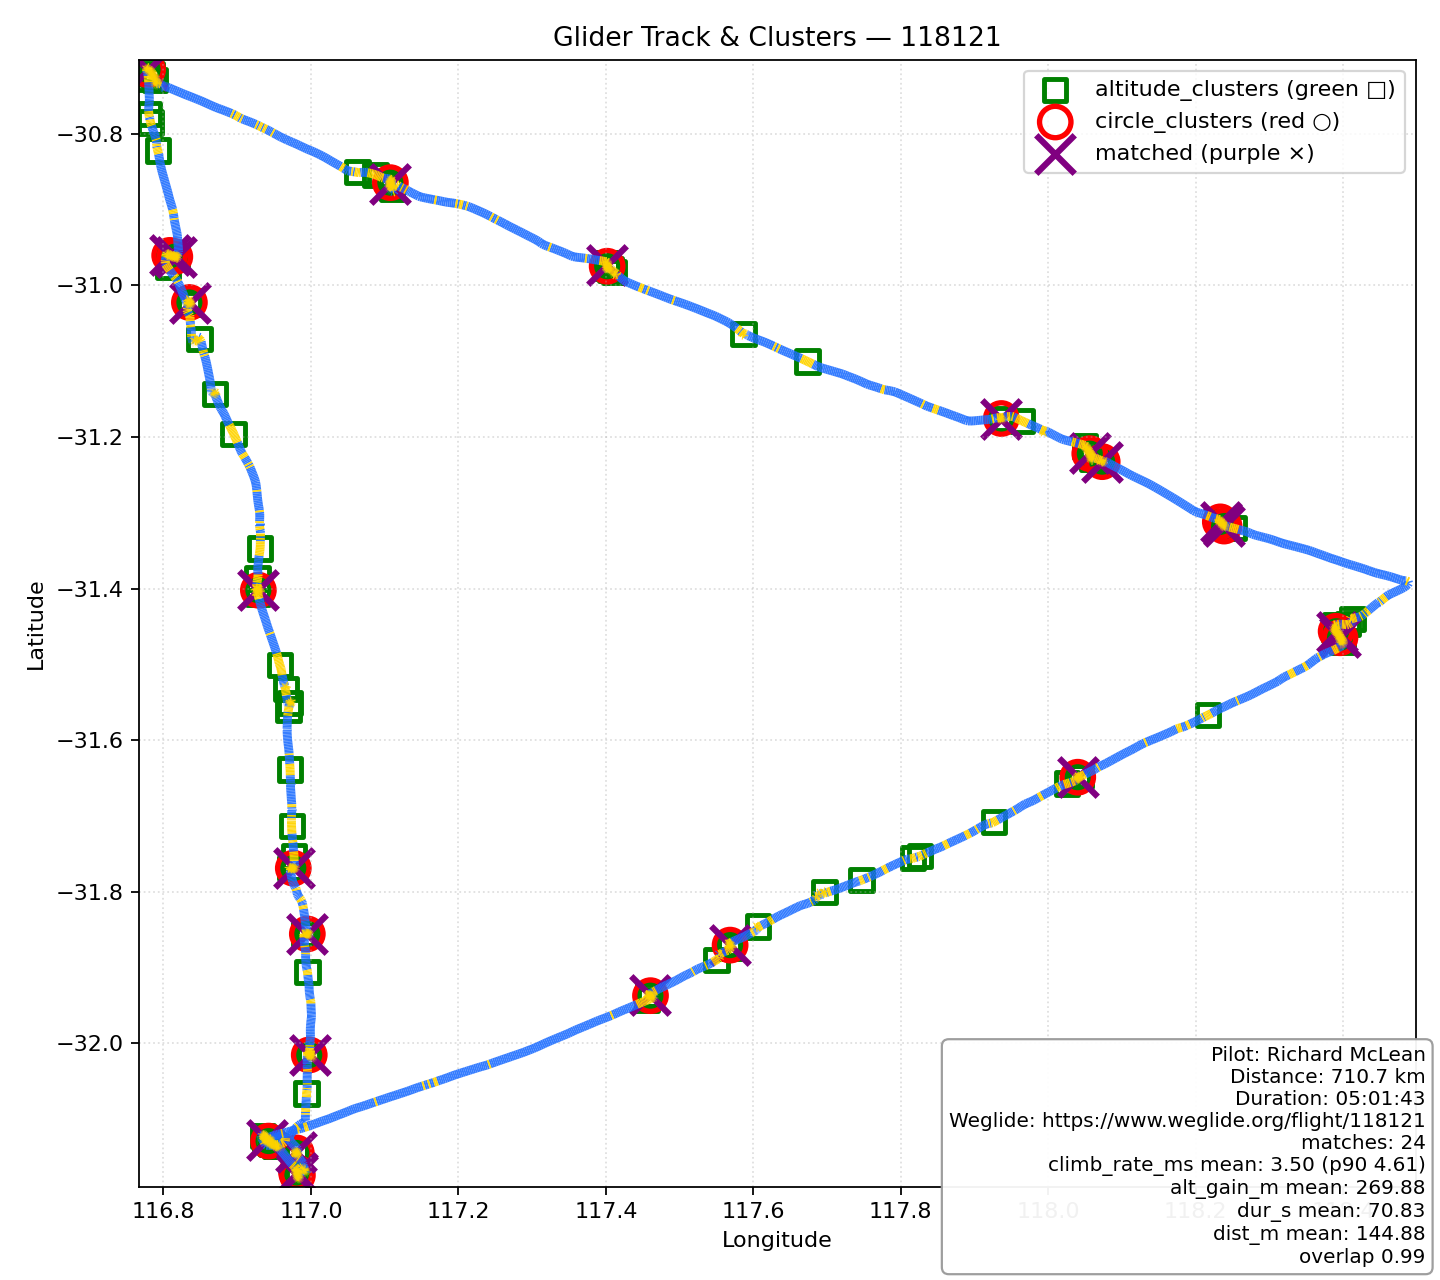 Glider Track & Clusters — 118121
altitude_clusters (green □)
circle_clusters (red ○)
matched (purple ×)
Latitude
−30.8
−31.0
−31.2
−31.4
−31.6
−31.8
−32.0
116.8 117.0 117.2 117.4 117.6 117.8 118.0 118.2
Longitude
Pilot: Richard McLean
Distance: 710.7 km
Duration: 05:01:43
Weglide: https://www.weglide.org/flight/118121
matches: 24
climb_rate_ms mean: 3.50 (p90 4.61)
alt_gain_m mean: 269.88
dur_s mean: 70.83
dist_m mean: 144.88
overlap 0.99